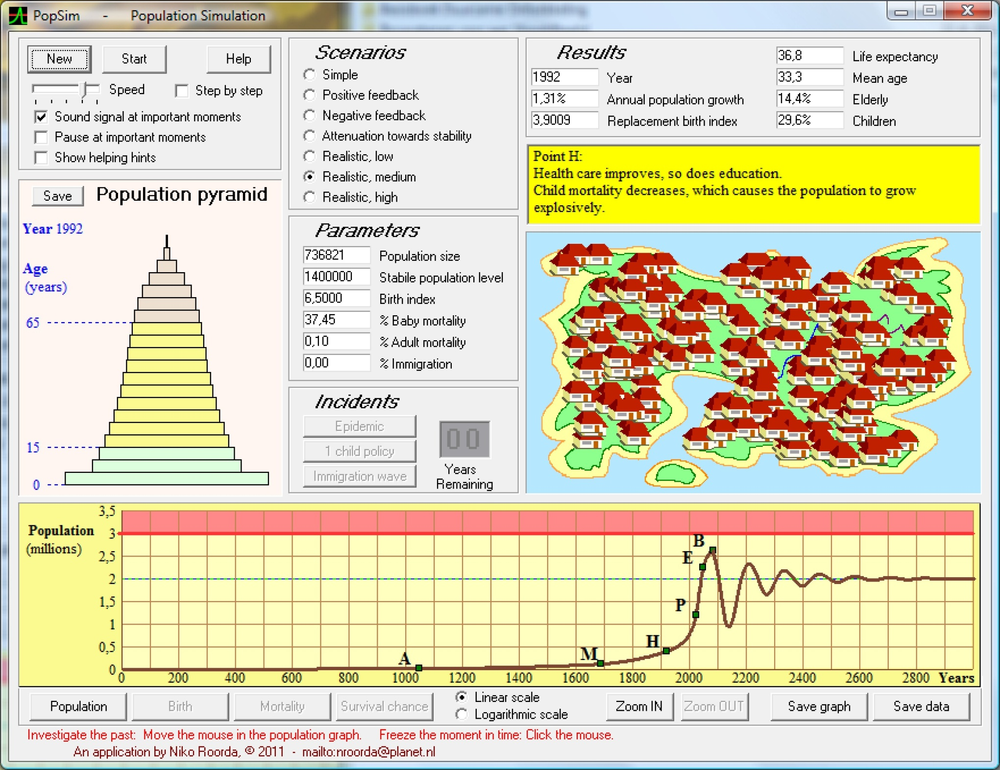 PopSim - Population Simulation
New Start Help
Speed Step by step
Sound signal at important moments
Pause at important moments
Show helping hints
Scenarios
Simple
Positive feedback
Negative feedback
Attenuation towards stability
Realistic, low
Realistic, medium
Realistic, high
Results
1992 Year
1,31% Annual population growth
3,9009 Replacement birth index
36,8 Life expectancy
33,3 Mean age
14,4% Elderly
29,6% Children
Point H:
Health care improves, so does education.
Child mortality decreases, which causes the population to grow
explosively.
Save Population pyramid
Year 1992
Age
(years)
65
15
0
Parameters
736821 Population size
1400000 Stabile population level
6,5000 Birth index
37,45 % Baby mortality
0,10 % Adult mortality
0,00 % Immigration
Incidents
Epidemic
1 child policy
Immigration wave
00
Years
Remaining
Population
(millions)
3,5
3
2,5
2
1,5
1
0,5
0
A
M
H
P
E
B
0 200 400 600 800 1000 1200 1400 1600 1800 2000 2200 2400 2600 2800 Years
Population Birth Mortality Survival chance
Linear scale
Logarithmic scale
Zoom IN Zoom OUT Save graph Save data
Investigate the past: Move the mouse in the population graph. Freeze the moment in time: Click the mouse.
An application by Niko Roorda, © 2011 - mailto:nroorda@planet.nl